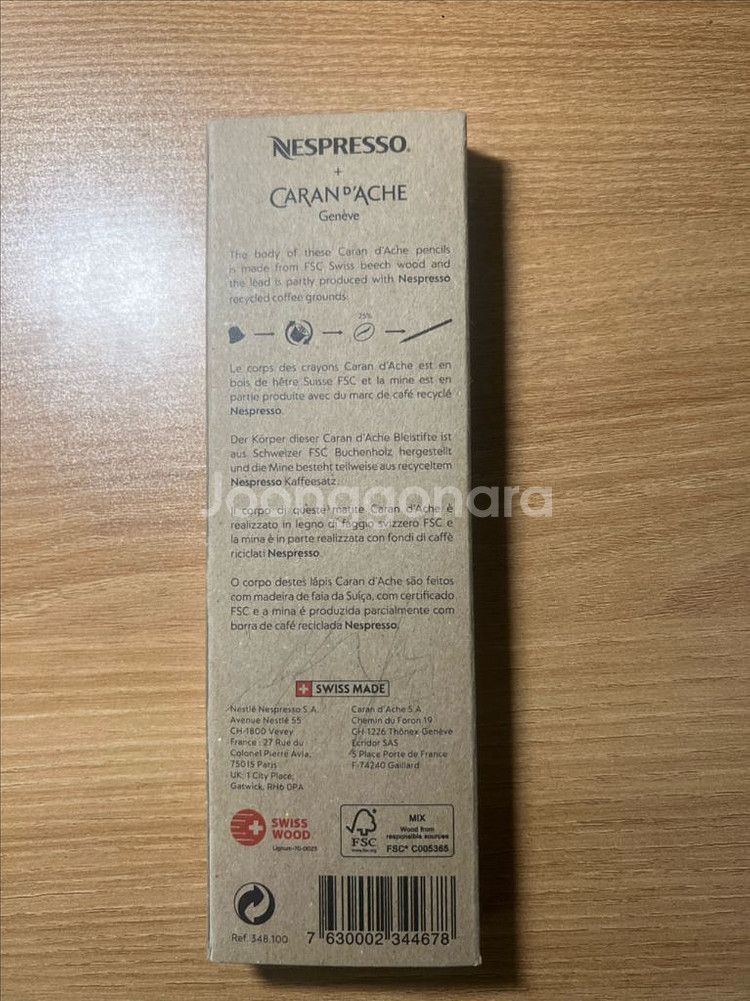 NESPRESSO.
+
CARAN D'ACHE
Genève
The body of these Caran d'Ache pencils
is made from FSC Swiss beech wood and
the lead is partly produced with Nespresso
recycled coffee grounds.
25%
Le corps des crayons Caran d'Ache est en
bois de hêtre Suisse FSC et la mine est en
partie produite avec du marc de café recyclé
Nespresso.
Der Körper dieser Caran d'Ache Bleistifte ist
aus Schweizer FSC Buchenholz hergestellt
und die Mine besteht teilweise aus recyceltem
Nespresso Kaffeesatz.
Joonggonara
Il corpo di queste matite Caran d'Ache è
realizzato in legno di faggio svizzero FSC e
la mina è in parte realizzata con fondi di caffè
riciclati Nespresso.
O corpo destes lápis Caran d'Ache são feitos
com madeira de faia da Suíça, com certificado
FSC e a mina é produzida parcialmente com
borra de café reciclada Nespresso.
SWISS MADE
Nestlé Nespresso S.A.
Avenue Nestlé 55
CH-1800 Vevey
France : 27 Rue du
Colonel Pierre Avia,
75015 Paris
UK: 1 City Place,
Gatwick, RH6 0PA
Caran d'Ache S.A.
Chemin du Foron 19
CH-1226 Thônex-Genève
Ecridor SAS
5 Place Porte de France
F-74240 Gaillard
SWISS
WOOD
Lignum-70-0023
FSC
www.fsc.org
MIX
Wood from
responsible sources
FSC® C005365
Ref. 348.100
7 630002 344678